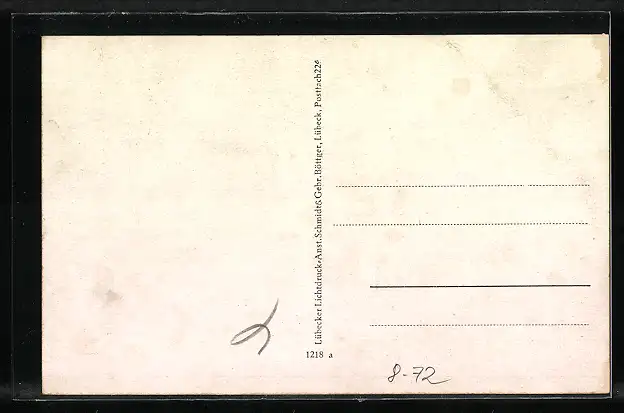 Lübecker Lichtdruck-Anst. Schmidt & Gebr. Böttger, Lübeck, Postfach 226
1218 a
8-72